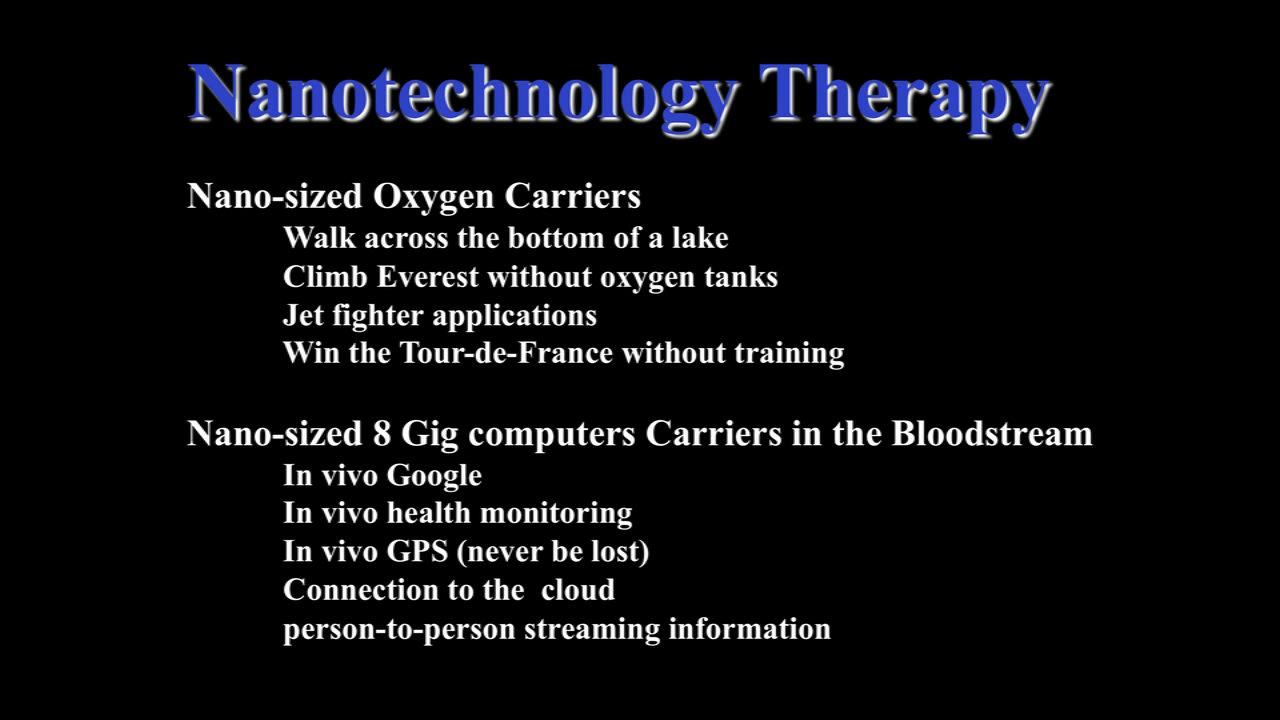 Nanotechnology Therapy
Nano-sized Oxygen Carriers
Walk across the bottom of a lake
Climb Everest without oxygen tanks
Jet fighter applications
Win the Tour-de-France without training
Nano-sized 8 Gig computers Carriers in the Bloodstream
In vivo Google
In vivo health monitoring
In vivo GPS (never be lost)
Connection to the  cloud
person-to-person streaming information